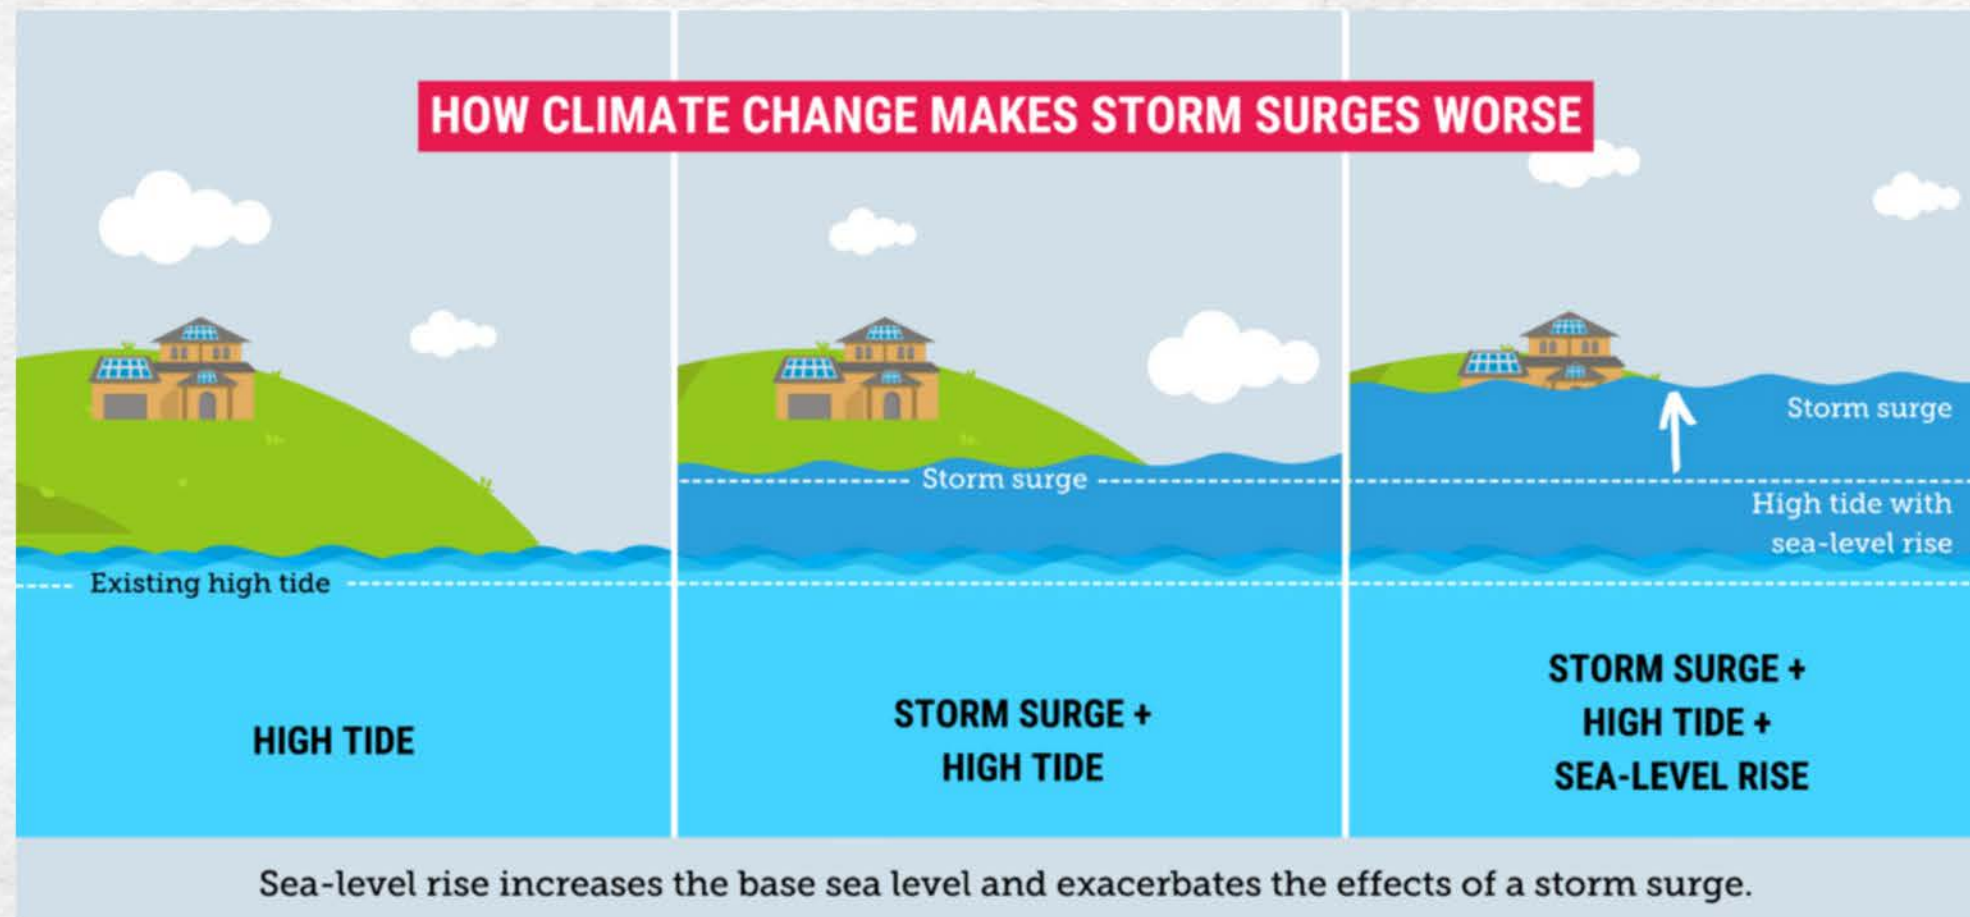 HOW CLIMATE CHANGE MAKES STORM SURGES WORSE
Existing high tide
HIGH TIDE
Storm surge
STORM SURGE +
HIGH TIDE
Storm surge
High tide with
sea-level rise
STORM SURGE +
HIGH TIDE +
SEA-LEVEL RISE
Sea-level rise increases the base sea level and exacerbates the effects of a storm surge.